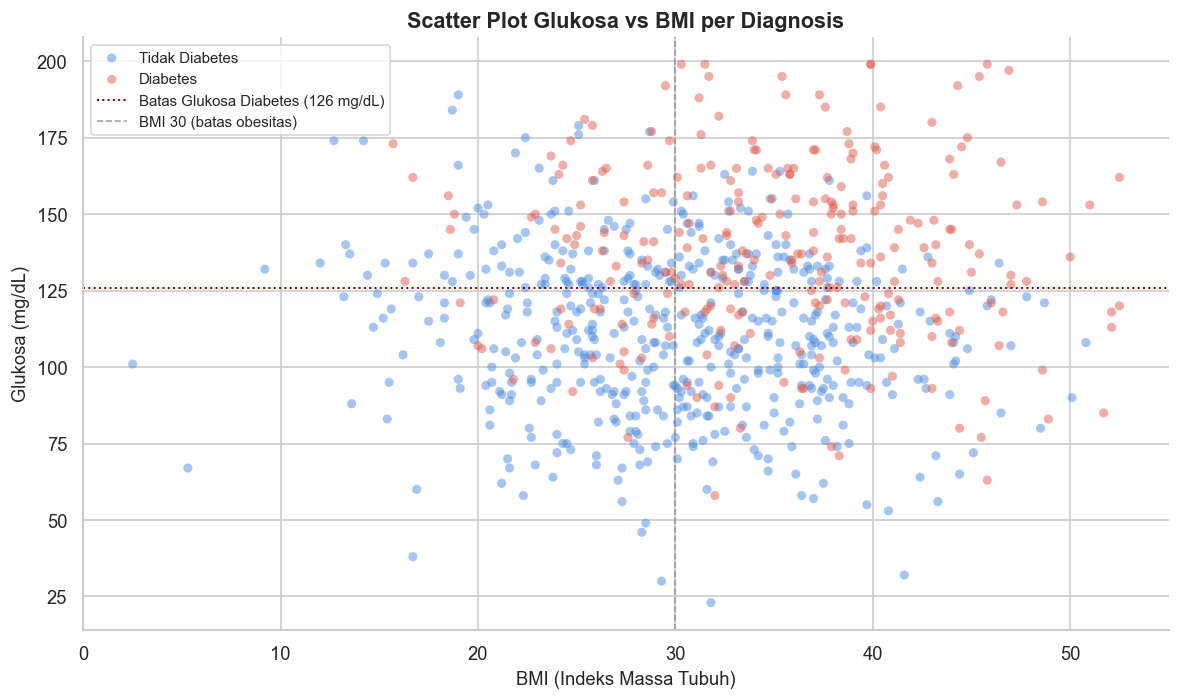 Scatter Plot Glukosa vs BMI per Diagnosis
Tidak Diabetes
Diabetes
Batas Glukosa Diabetes (126 mg/dL)
BMI 30 (batas obesitas)
Glukosa (mg/dL)
200
175
150
125
100
75
50
25
0
10
20
30
40
50
BMI (Indeks Massa Tubuh)